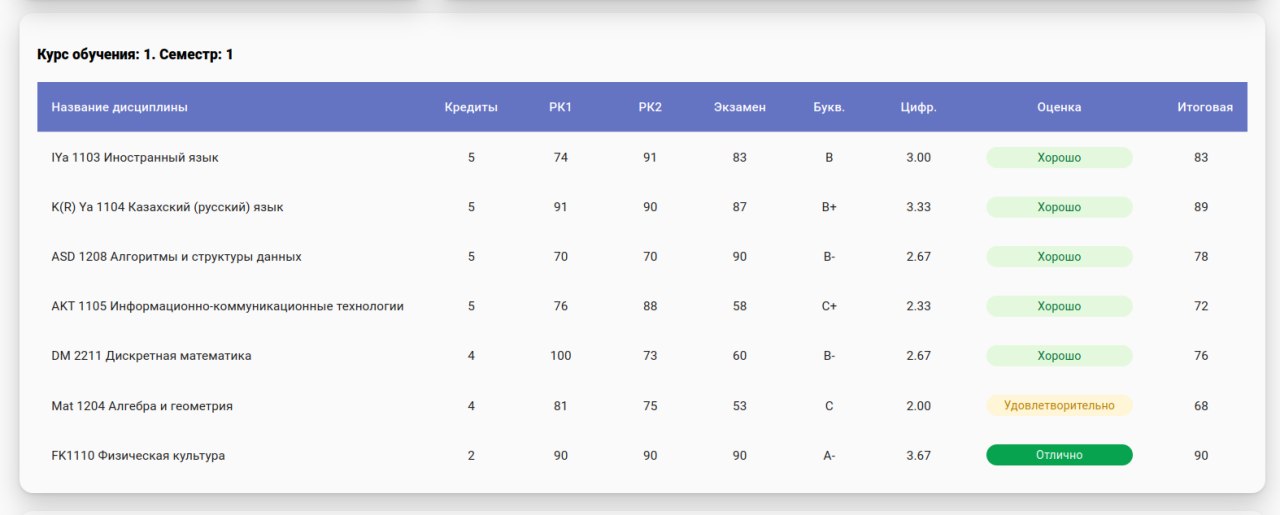 Курс обучения: 1. Семестр: 1
Название дисциплины Кредиты РК1 РК2 Экзамен Букв. Цифр. Оценка Итоговая
IYa 1103 Иностранный язык 5 74 91 83 B 3.00 Хорошо 83
K(R) Ya 1104 Казахский (русский) язык 5 91 90 87 B+ 3.33 Хорошо 89
ASD 1208 Алгоритмы и структуры данных 5 70 70 90 B- 2.67 Хорошо 78
AKT 1105 Информационно-коммуникационные технологии 5 76 88 58 C+ 2.33 Хорошо 72
DM 2211 Дискретная математика 4 100 73 60 B- 2.67 Хорошо 76
Mat 1204 Алгебра и геометрия 4 81 75 53 C 2.00 Удовлетворительно 68
FK1110 Физическая культура 2 90 90 90 A- 3.67 Отлично 90